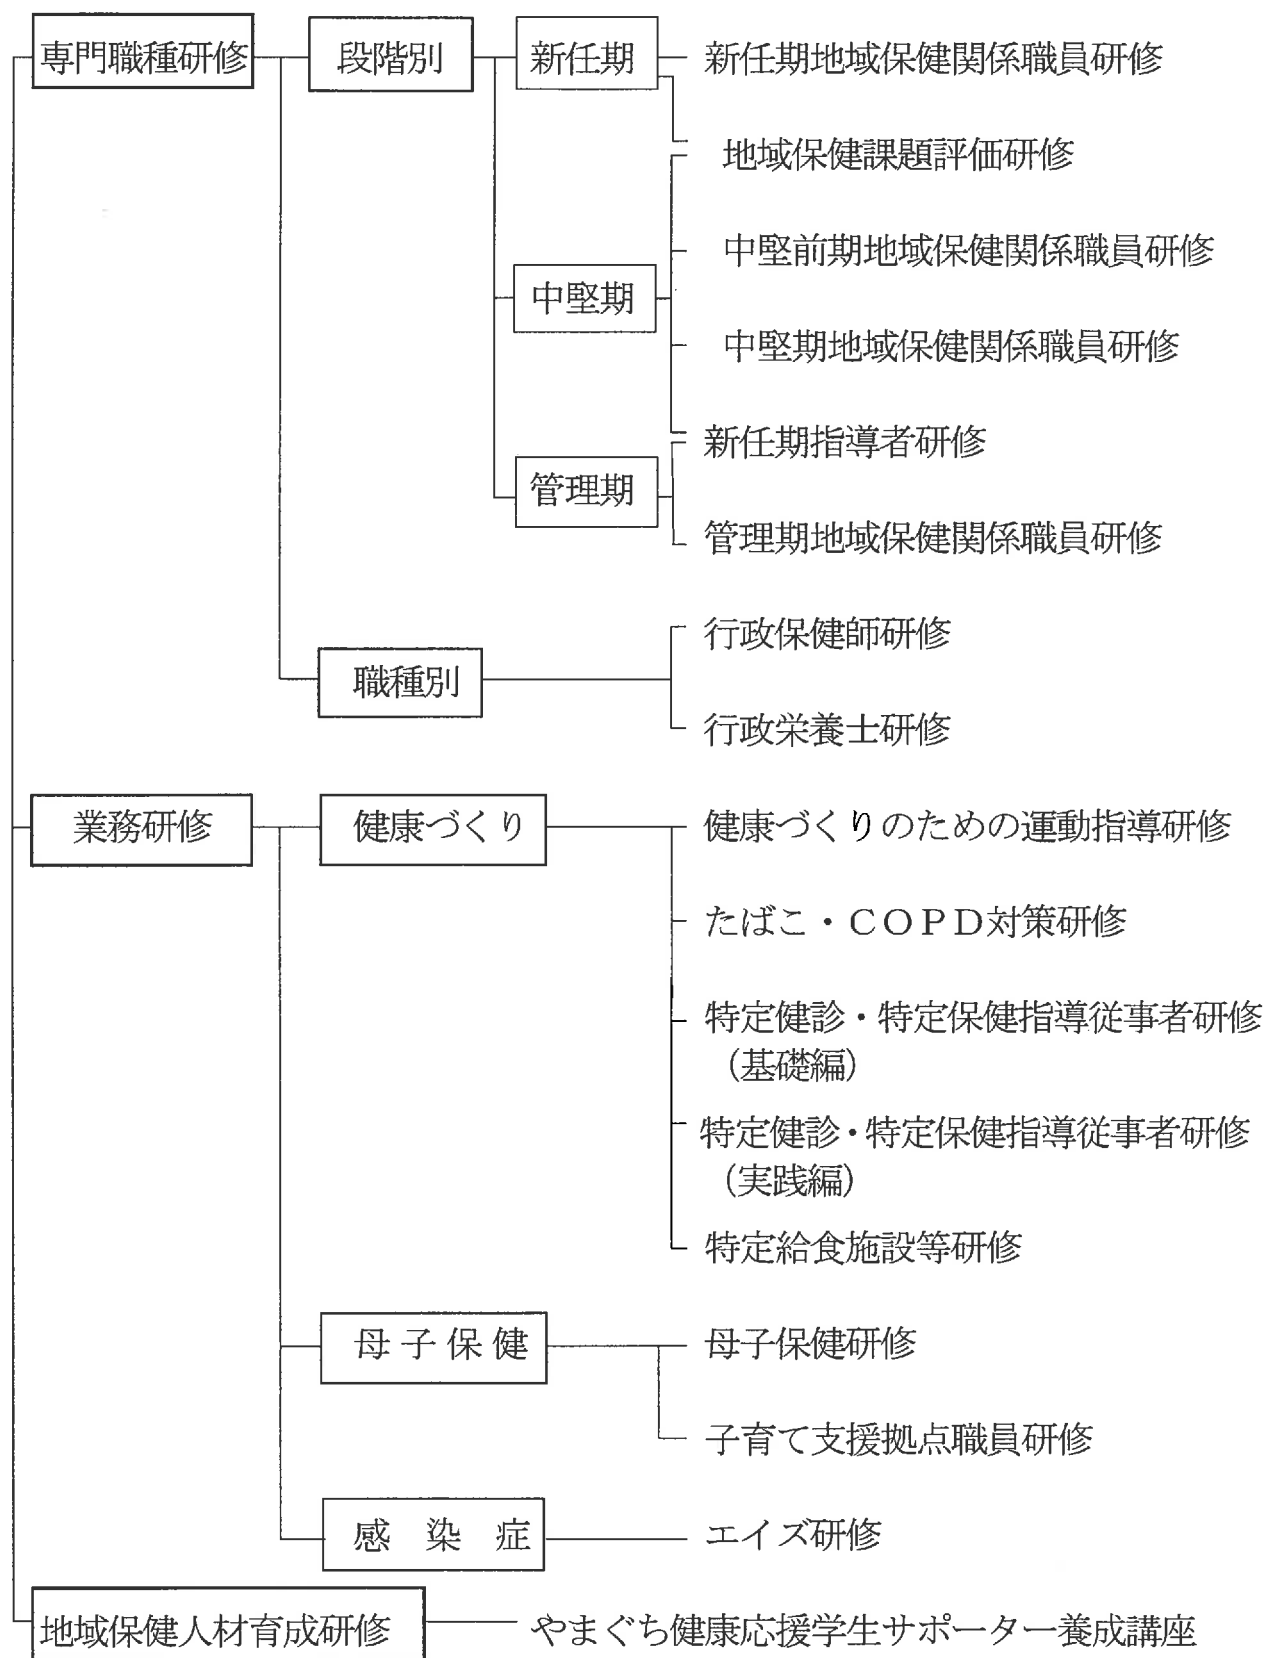 専門職種研修
段階別
新任期
新任期地域保健関係職員研修
地域保健課題評価研修
中堅前期地域保健関係職員研修
中堅期
中堅期地域保健関係職員研修
新任期指導者研修
管理期
管理期地域保健関係職員研修
行政保健師研修
職種別
行政栄養士研修
業務研修
健康づくり
健康づくりのための運動指導研修
たばこ・ＣＯＰＤ対策研修
特定健診・特定保健指導従事者研修
（基礎編）
特定健診・特定保健指導従事者研修
（実践編）
特定給食施設等研修
母子保健
母子保健研修
子育て支援拠点職員研修
感染症
エイズ研修
地域保健人材育成研修
やまぐち健康応援学生サポーター養成講座